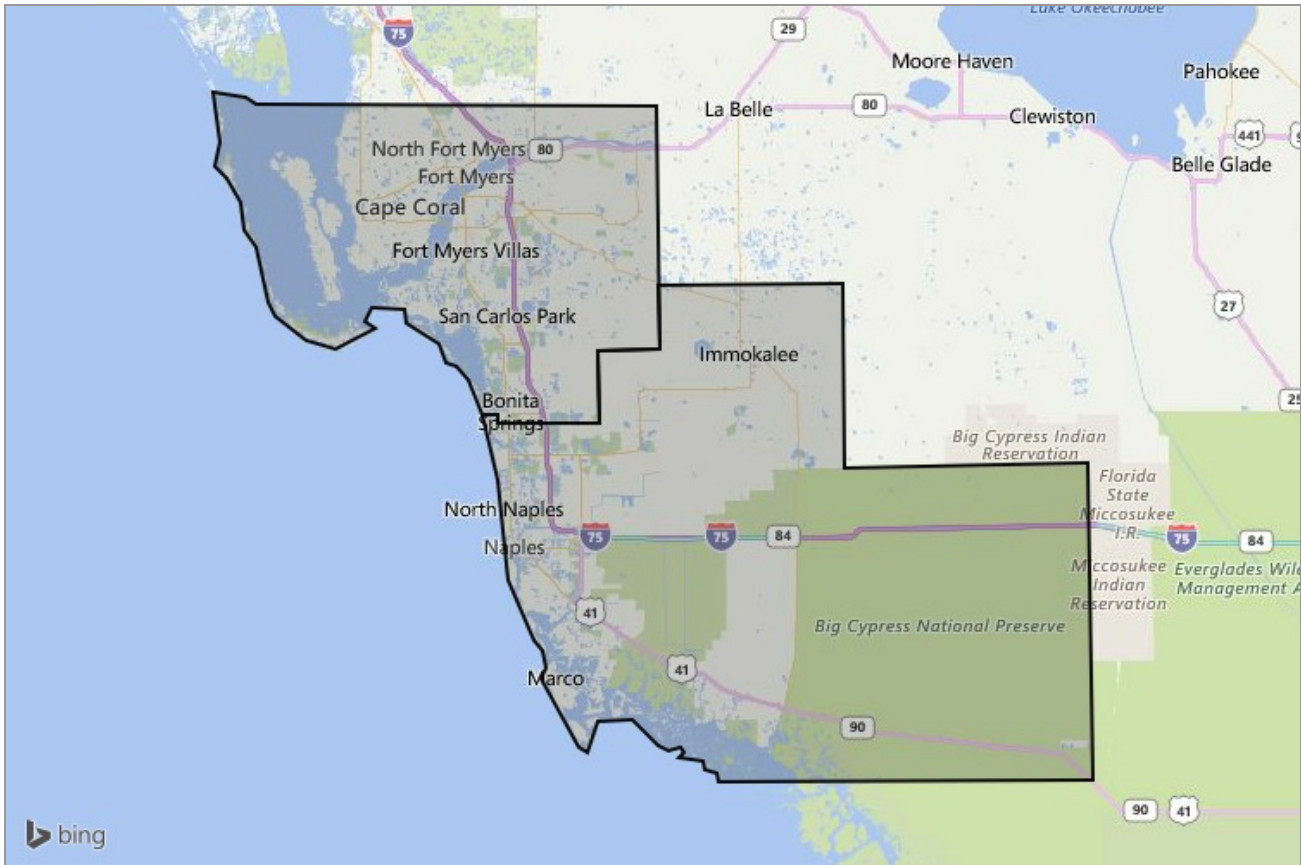 Lake Okeechobee
75
29
Moore Haven
Pahokee
La Belle
80
Clewiston
441
North Fort Myers
80
Belle Glade
Fort Myers
Cape Coral
Fort Myers Villas
27
San Carlos Park
Immokalee
Bonita
Springs
Big Cypress Indian
Reservation
Florida
State
Miccosukee
I.R.
North Naples
Naples
75
75
84
75
84
Miccosukee
Indian
Reservation
Everglades Wil
Management A
41
Big Cypress National Preserve
41
Marco
90
90
41
bing